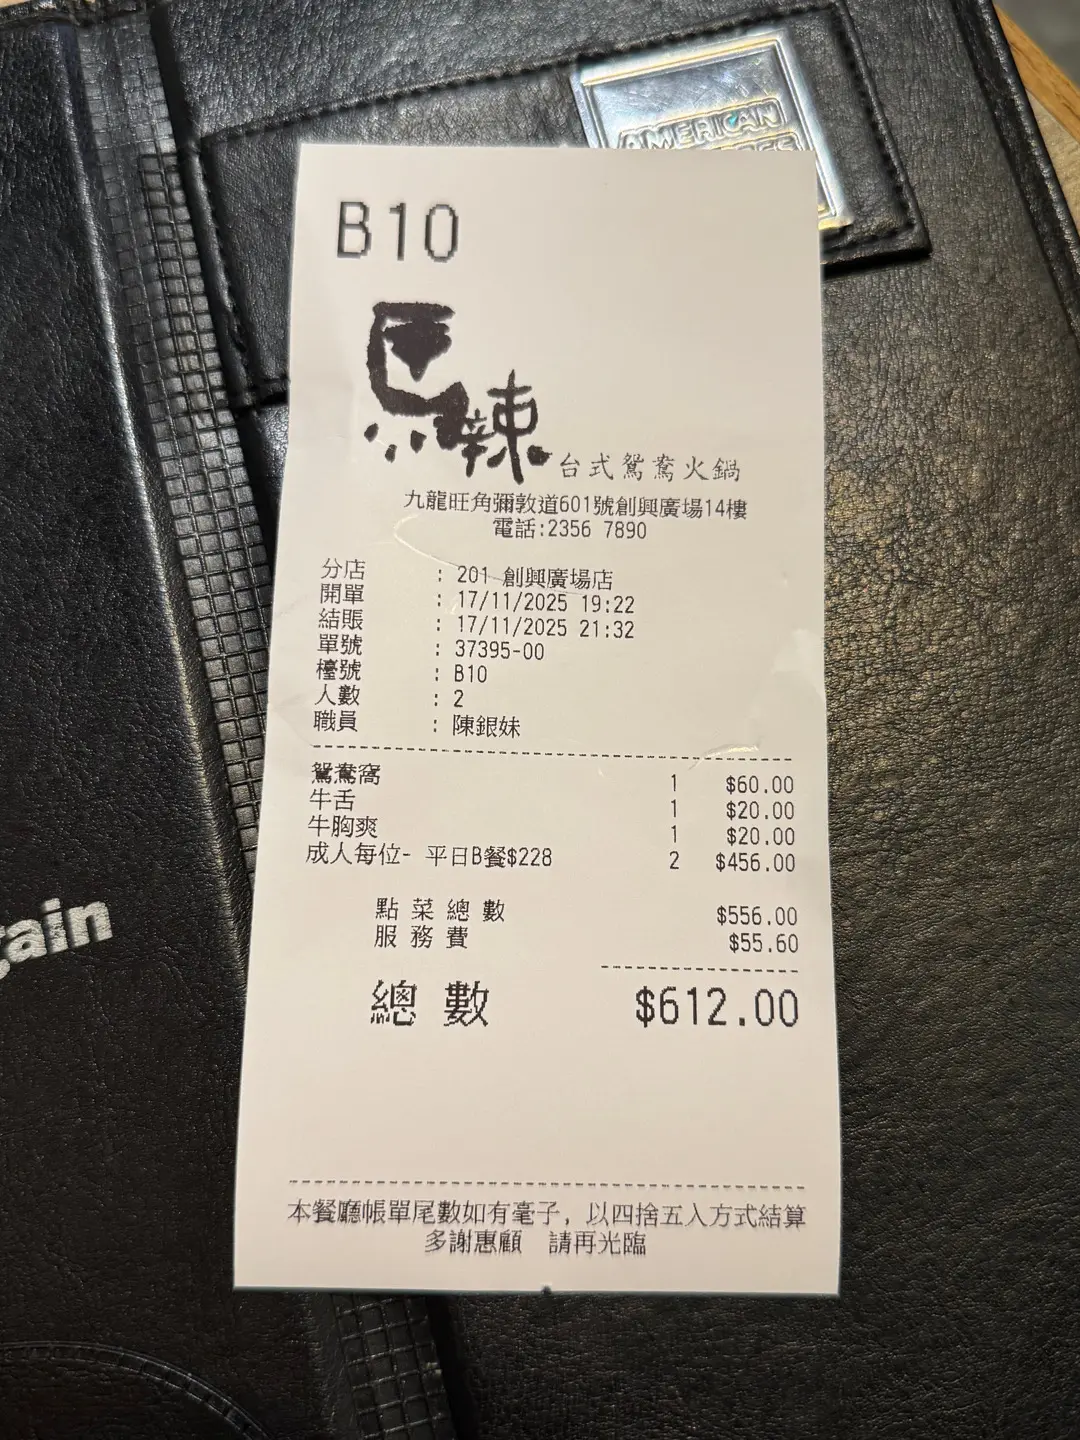 AMERICAN
B10
馬辣
台式鴛鴦火鍋
九龍旺角彌敦道601號創興廣場14樓
電話:2356 7890
分店 : 201 創興廣場店
開單 : 17/11/2025 19:22
結賬 : 17/11/2025 21:32
單號 : 37395-00
檯號 : B10
人數 : 2
職員 : 陳銀妹
鴛鴦窩 1 $60.00
牛舌 1 $20.00
牛胸爽 1 $20.00
成人每位- 平日B餐$228 2 $456.00
點菜總數 $556.00
服務費 $55.60
總數 $612.00
本餐廳帳單尾數如有毫子, 以四捨五入方式結算
多謝惠顧 請再光臨